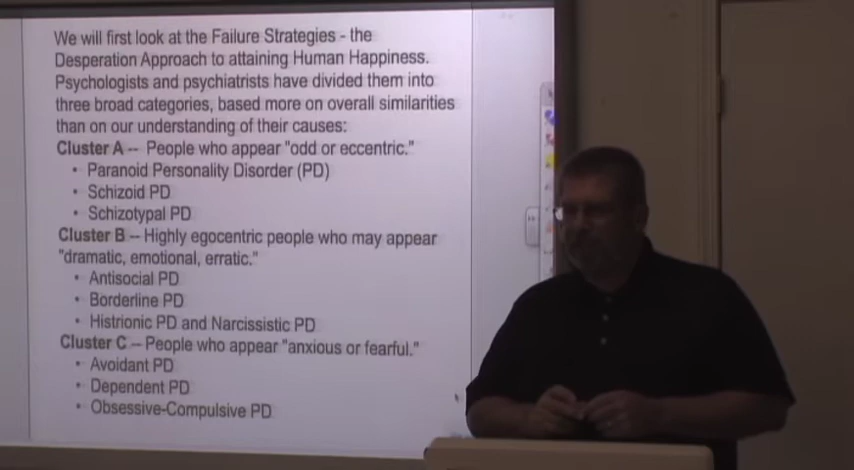 We will first look at the Failure Strategies - the
Desperation Approach to attaining Human Happiness.
Psychologists and psychiatrists have divided them into
three broad categories, based more on overall similarities
than on our understanding of their causes:
Cluster A -- People who appear "odd or eccentric."
• Paranoid Personality Disorder (PD)
• Schizoid PD
• Schizotypal PD
Cluster B -- Highly egocentric people who may appear
"dramatic, emotional, erratic."
• Antisocial PD
• Borderline PD
• Histrionic PD and Narcissistic PD
Cluster C -- People who appear "anxious or fearful."
• Avoidant PD
• Dependent PD
• Obsessive-Compulsive PD